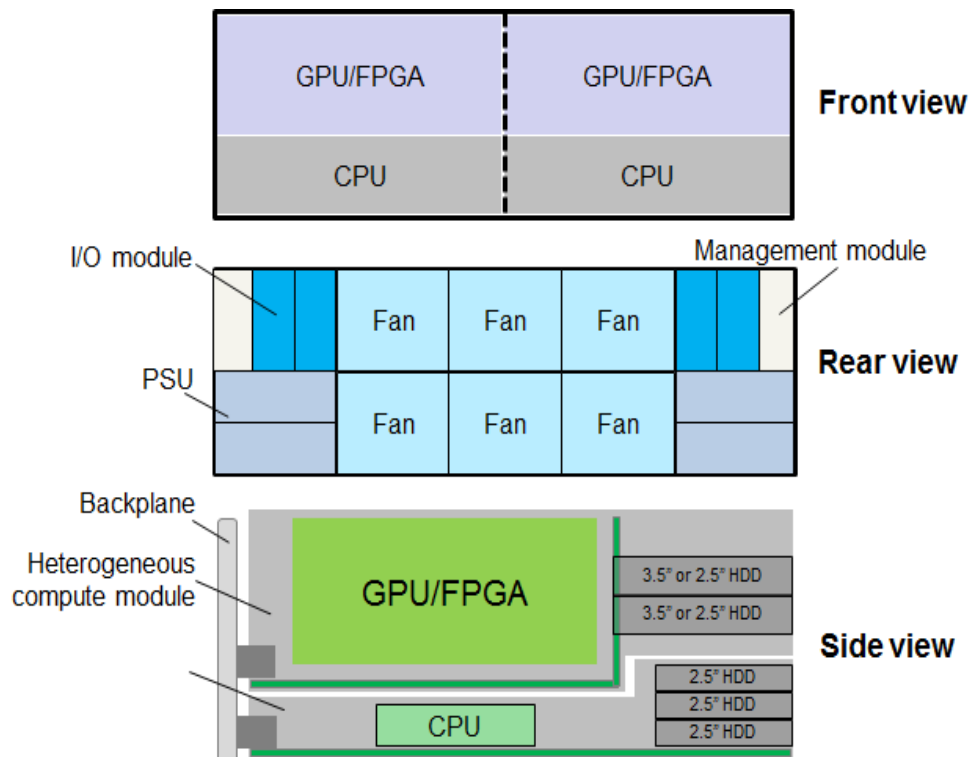 GPU/FPGA GPU/FPGA
Front view
CPU CPU
I/O module
Management module
Fan Fan Fan
Rear view
PSU
Fan Fan Fan
Backplane
Heterogeneous
compute module
GPU/FPGA
3.5” or 2.5” HDD
3.5” or 2.5” HDD
Side view
2.5” HDD
2.5” HDD
2.5” HDD
CPU